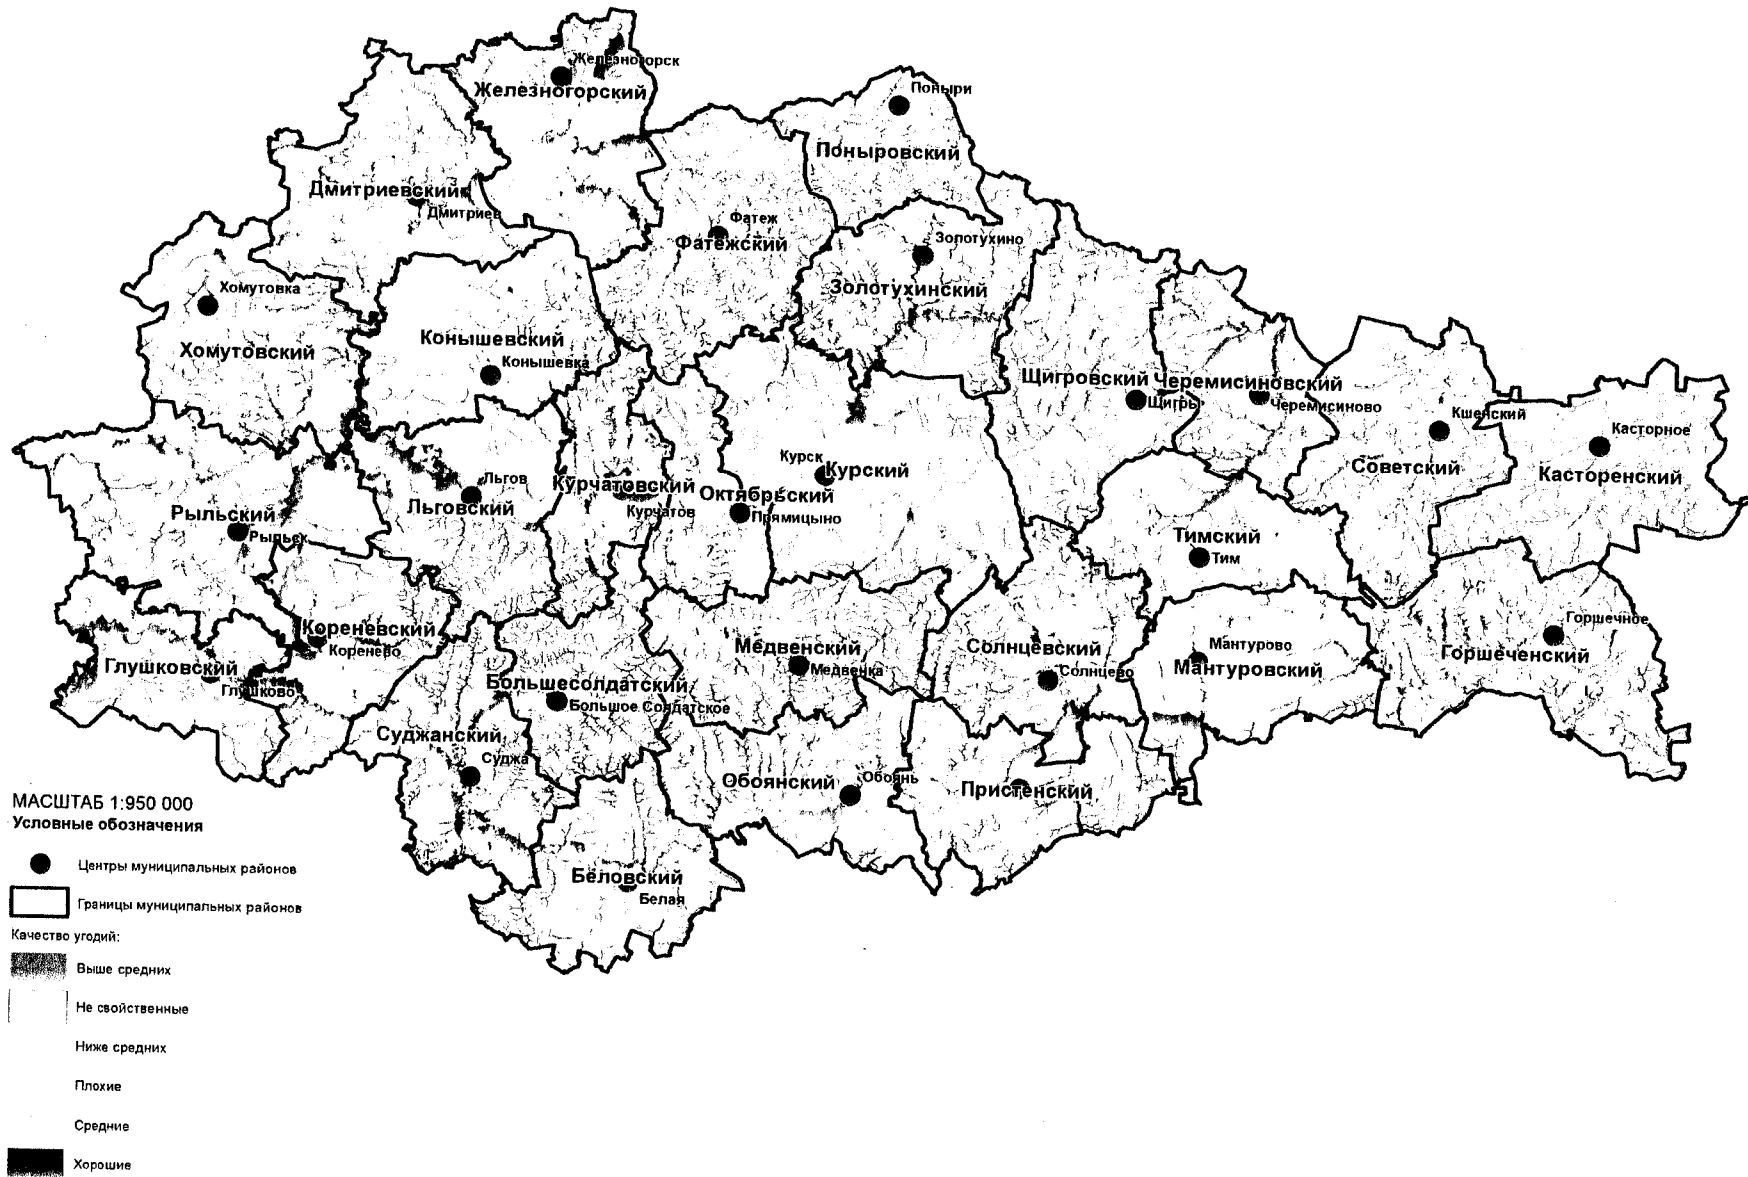 Железногорск
Железногорский
Поныри
Поныровский
Дмитриевский
Дмитриев
Фатеж
Фатежский
Золотухино
Золотухинский
Хомутовка
Хомутовский
Конышевский
Конышевка
Щигровский
Щигры
Черемисиновский
Черемисиново
Кшенский
Советский
Касторное
Касторенский
Курск
Курский
Льгов
Льговский
Курчатовский
Курчатов
Октябрьский
Прямицыно
Рыльский
Рыльск
Тимский
Тим
Кореневский
Коренево
Глушковский
Глушково
Медвенский
Медвенка
Солнцевский
Солнцево
Мантурово
Мантуровский
Горшечное
Горшеченский
Большесолдатский
Большое Солдатское
Суджанский
Суджа
Обоянский
Обоянь
Пристенский
Беловский
Белая
МАСШТАБ 1:950 000
Условные обозначения
Центры муниципальных районов
Границы муниципальных районов
Качество угодий:
Выше средних
Не свойственные
Ниже средних
Плохие
Средние
Хорошие